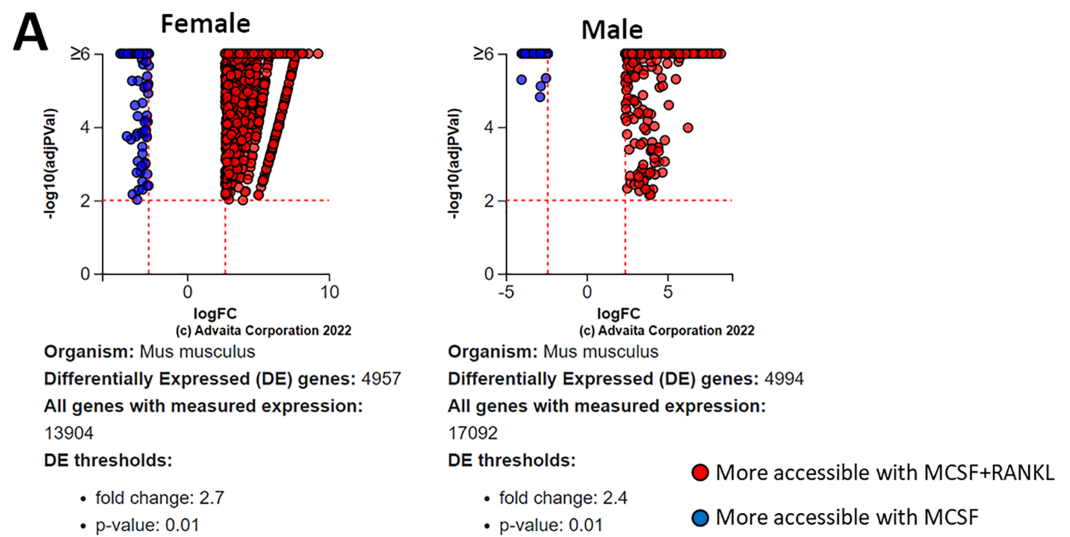 A
Female
Male
≥6
4
2
0
-log10(adjPVal)
0
10
logFC
(c) Advaita Corporation 2022
≥6
4
2
0
-log10(adjPVal)
-5
0
5
logFC
(c) Advaita Corporation 2022
Organism: Mus musculus
Differentially Expressed (DE) genes: 4957
All genes with measured expression:
13904
DE thresholds:
• fold change: 2.7
• p-value: 0.01
Organism: Mus musculus
Differentially Expressed (DE) genes: 4994
All genes with measured expression:
17092
DE thresholds:
• fold change: 2.4
• p-value: 0.01
More accessible with MCSF+RANKL
More accessible with MCSF